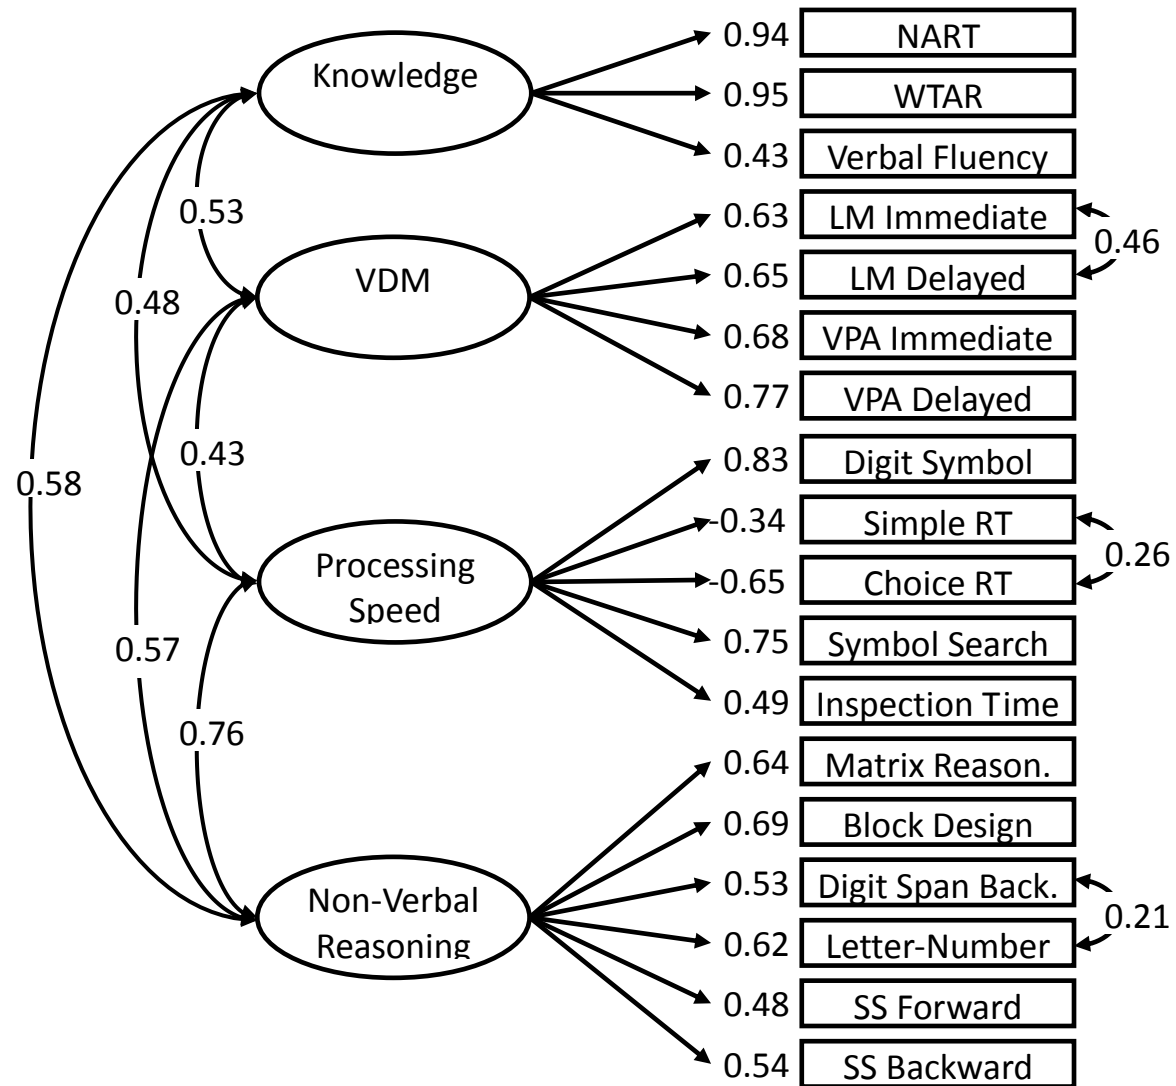 0.94 NART
Knowledge
0.95 WTAR
0.43 Verbal Fluency
0.53
0.63 LM Immediate
0.46
VDM
0.65 LM Delayed
0.48
0.68 VPA Immediate
0.77 VPA Delayed
0.43
0.83 Digit Symbol
0.58
-0.34 Simple RT
0.26
Processing
Speed
-0.65 Choice RT
0.57
0.75 Symbol Search
0.49 Inspection Time
0.76
0.64 Matrix Reason.
0.69 Block Design
Non-Verbal
Reasoning
0.53 Digit Span Back.
0.21
0.62 Letter-Number
0.48 SS Forward
0.54 SS Backward